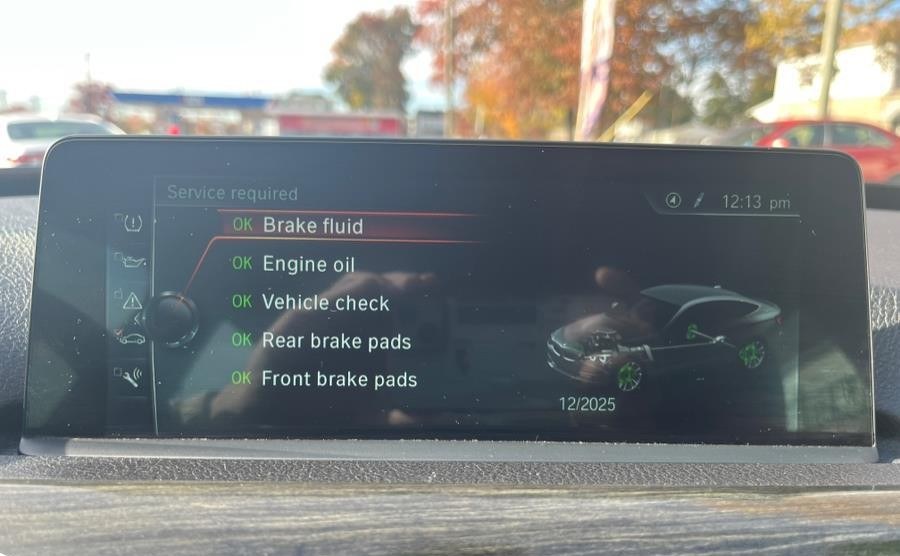 Service required
12:13 pm
OK Brake fluid
OK Engine oil
OK Vehicle check
OK Rear brake pads
OK Front brake pads
12/2025